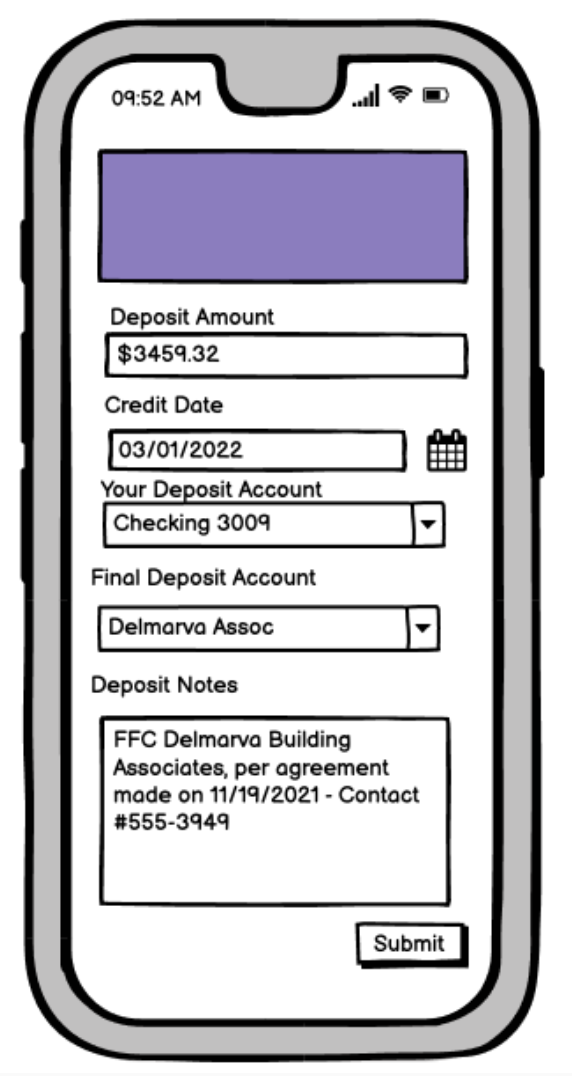 09:52 AM
Deposit Amount
$3459.32
Credit Date
03/01/2022
Your Deposit Account
Checking 3009
Final Deposit Account
Delmarva Assoc
Deposit Notes
FFC Delmarva Building
Associates, per agreement
made on 11/19/2021 - Contact
#555-3949
Submit